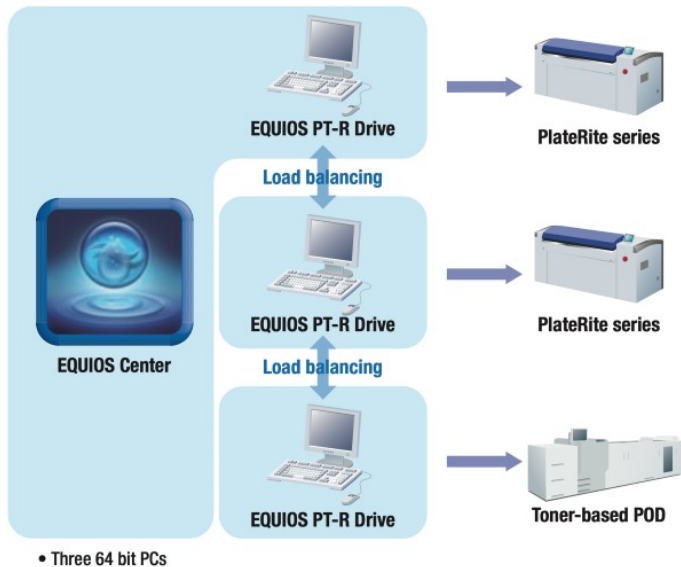 EQUIOS PT-R Drive
PlateRite series
Load balancing
EQUIOS Center
EQUIOS PT-R Drive
PlateRite series
Load balancing
EQUIOS PT-R Drive
Toner-based POD
• Three 64 bit PCs